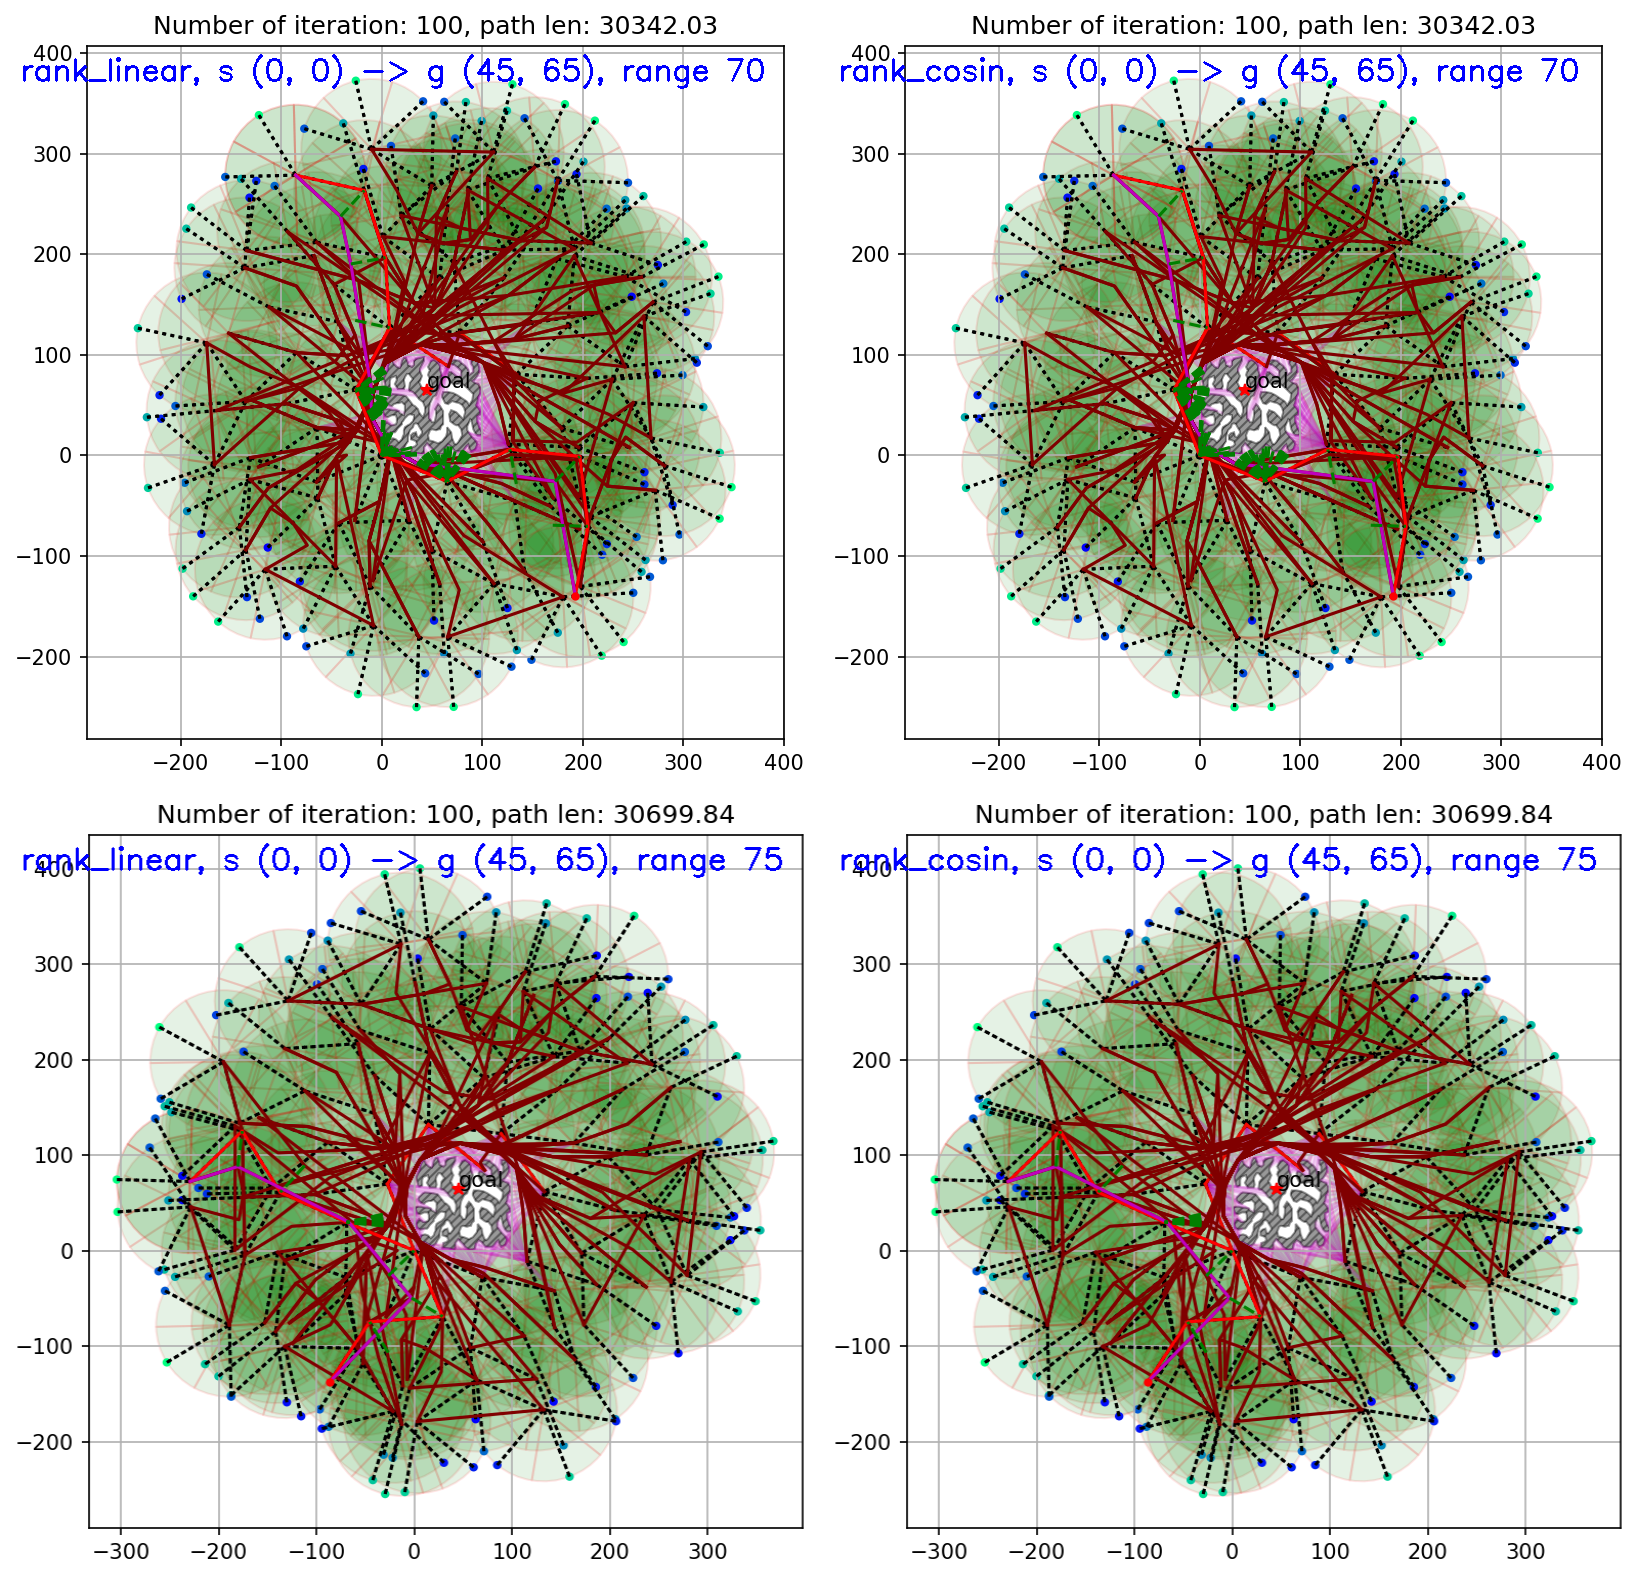 Number of iteration: 100, path len: 30342.03
rank_linear, s (0, 0) -> g (45, 65), range 70
400
300
200
100
0
−100
−200
goal
−200 −100 0 100 200 300 400
Number of iteration: 100, path len: 30342.03
rank_cosin, s (0, 0) -> g (45, 65), range 70
400
300
200
100
0
−100
−200
goal
−200 −100 0 100 200 300 400
Number of iteration: 100, path len: 30699.84
rank_linear, s (0, 0) -> g (45, 65), range 75
400
300
200
100
0
−100
−200
goal
−300 −200 −100 0 100 200 300
Number of iteration: 100, path len: 30699.84
rank_cosin, s (0, 0) -> g (45, 65), range 75
400
300
200
100
0
−100
−200
goal
−300 −200 −100 0 100 200 300